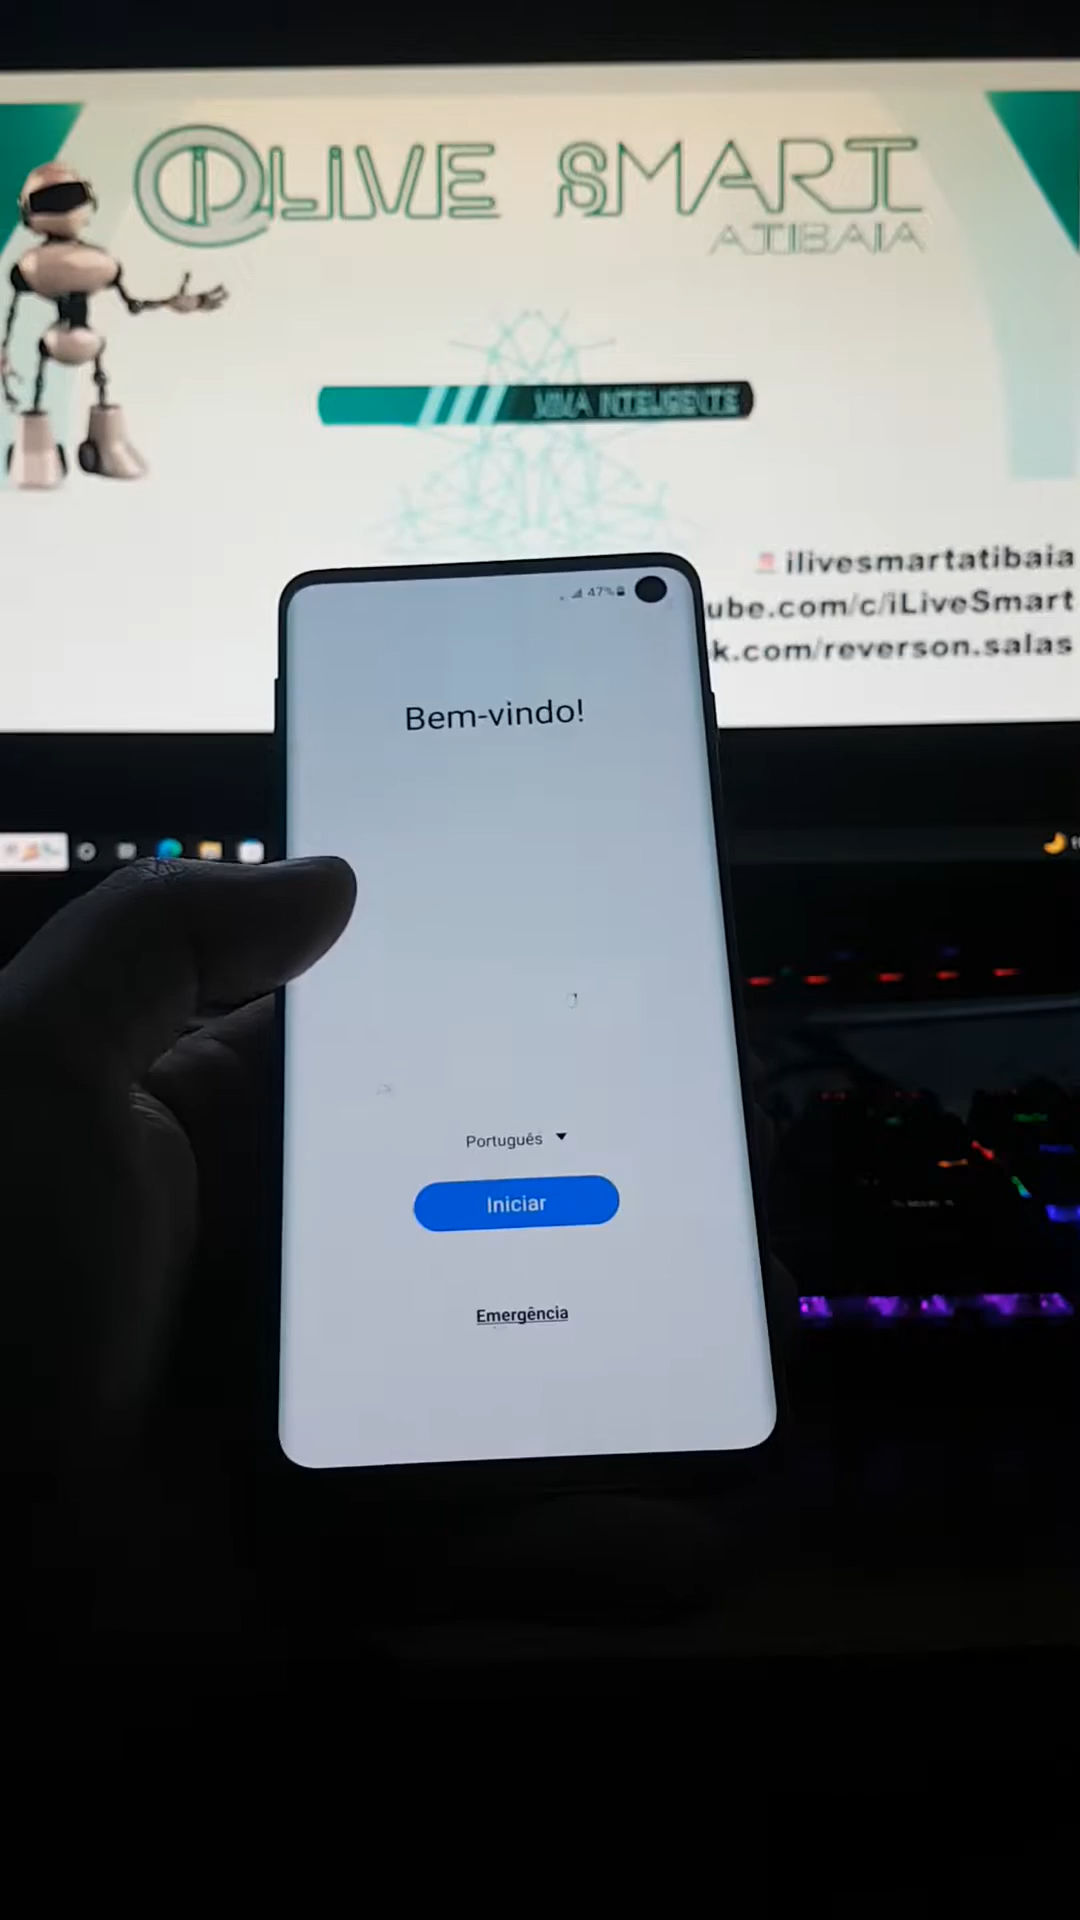 iLIVE SMART
ATIBAIA
VIVA INTELIGENTE
ilivesmartatibaia
ube.com/c/iLiveSmart
k.com/reverson.salas
47%
Bem-vindo!
Português
Iniciar
Emergência